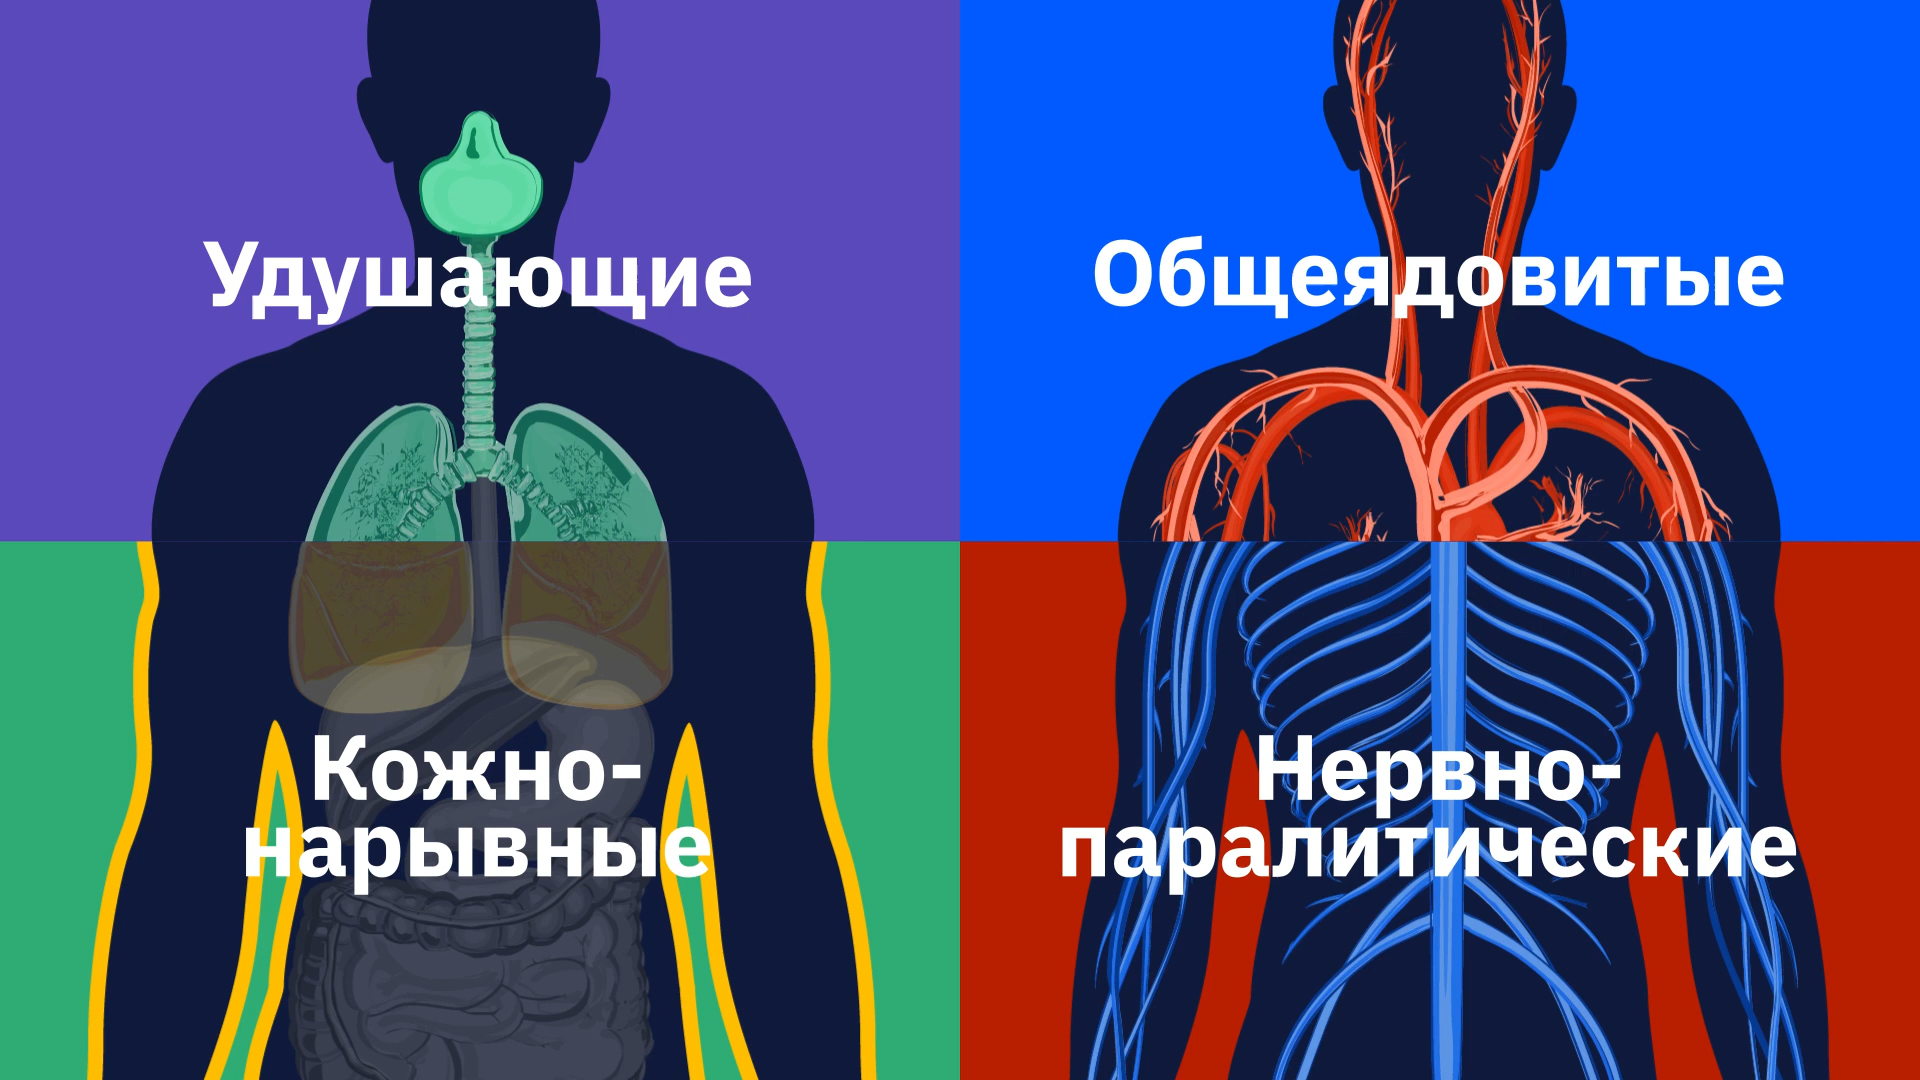 Удушающие
Общеядовитые
Кожно-
нарывные
Нервно-
паралитические